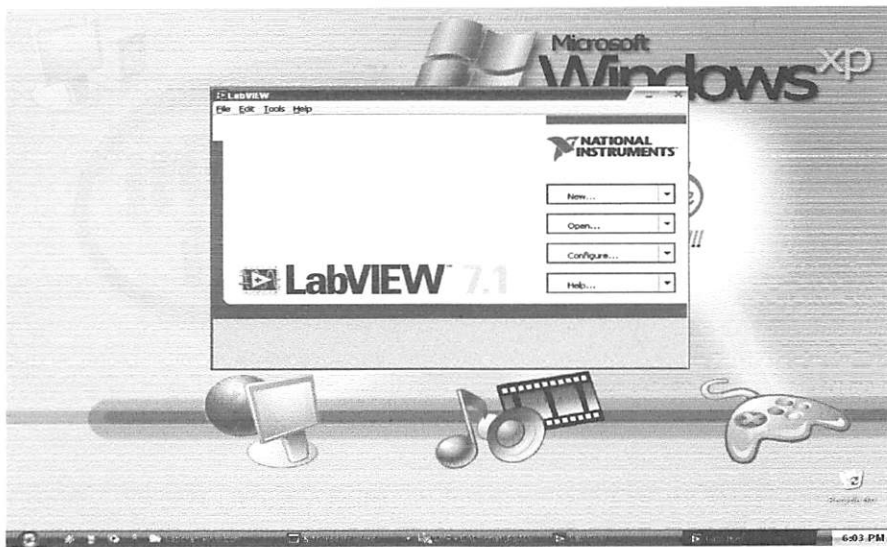 Microsoft
Windows xp
LabVIEW
File Edit Tools Help
NATIONAL
INSTRUMENTS
New...
Open...
Configure...
Help...
LabVIEW 7.1
6:03 PM